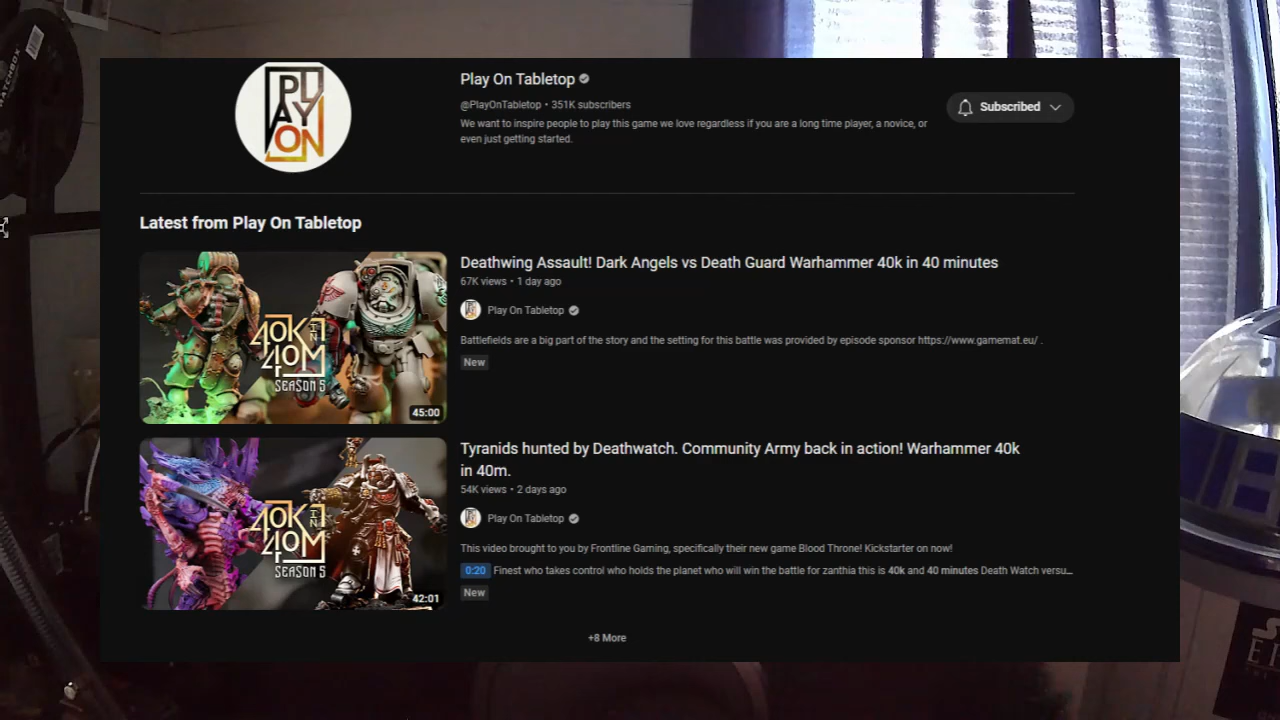 MATCHBOX
PLAY ON
Play On Tabletop
@PlayOnTabletop • 351K subscribers
We want to inspire people to play this game we love regardless if you are a long time player, a novice, or
even just getting started.
Subscribed
Latest from Play On Tabletop
40K IN 40M
SEASON 5
45:00
Deathwing Assault! Dark Angels vs Death Guard Warhammer 40k in 40 minutes
67K views • 1 day ago
Play On Tabletop
Battlefields are a big part of the story and the setting for this battle was provided by episode sponsor https://www.gamemat.eu/ .
New
40K IN 40M
SEASON 5
42:01
Tyranids hunted by Deathwatch. Community Army back in action! Warhammer 40k
in 40m.
54K views • 2 days ago
Play On Tabletop
This video brought to you by Frontline Gaming, specifically their new game Blood Throne! Kickstarter on now!
0:20 Finest who takes control who holds the planet who will win the battle for zanthia this is 40k and 40 minutes Death Watch versu...
New
+8 More